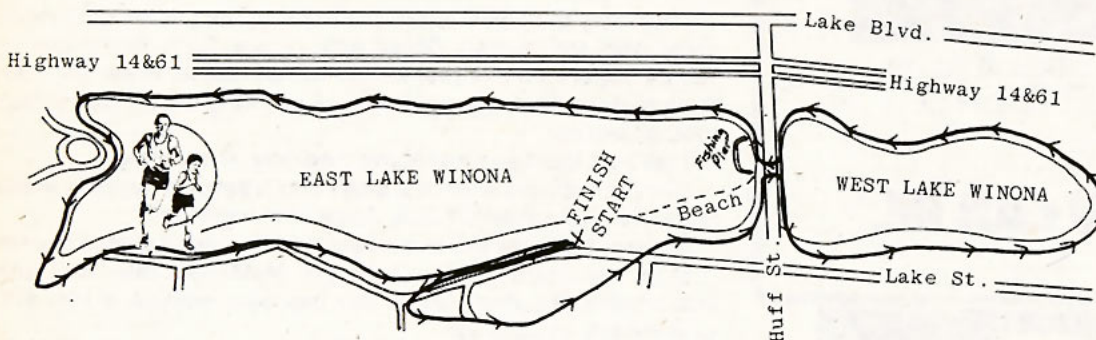 Lake Blvd.
Highway 14&61
Highway 14&61
Fishing
Pier
EAST LAKE WINONA
FINISH
START
Beach
WEST LAKE WINONA
Lake St.
Huff St.